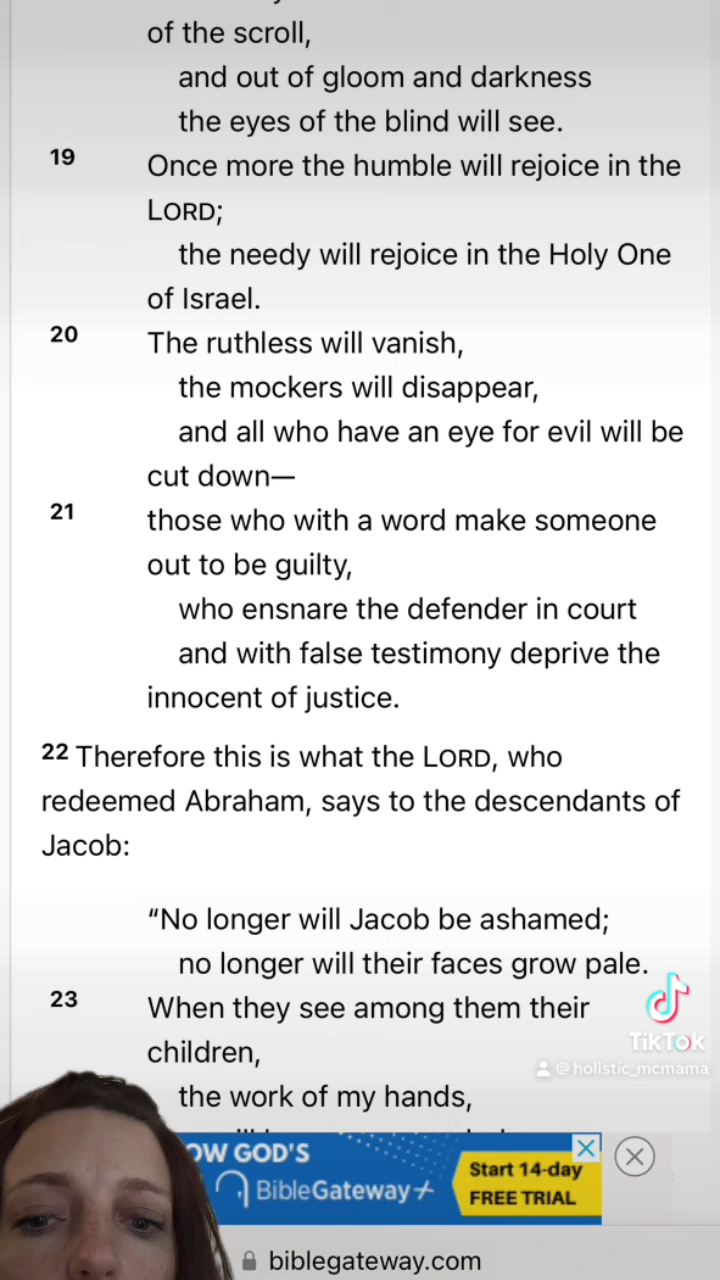 of the scroll,
and out of gloom and darkness
the eyes of the blind will see.
19 Once more the humble will rejoice in the
LORD;
the needy will rejoice in the Holy One
of Israel.
20 The ruthless will vanish,
the mockers will disappear,
and all who have an eye for evil will be
cut down—
21 those who with a word make someone
out to be guilty,
who ensnare the defender in court
and with false testimony deprive the
innocent of justice.
22 Therefore this is what the LORD, who
redeemed Abraham, says to the descendants of
Jacob:
“No longer will Jacob be ashamed;
no longer will their faces grow pale.
23 When they see among them their
children,
the work of my hands,
TikTok
@holistic_mcmama
OW GOD'S
BibleGateway+
Start 14-day
FREE TRIAL
biblegateway.com